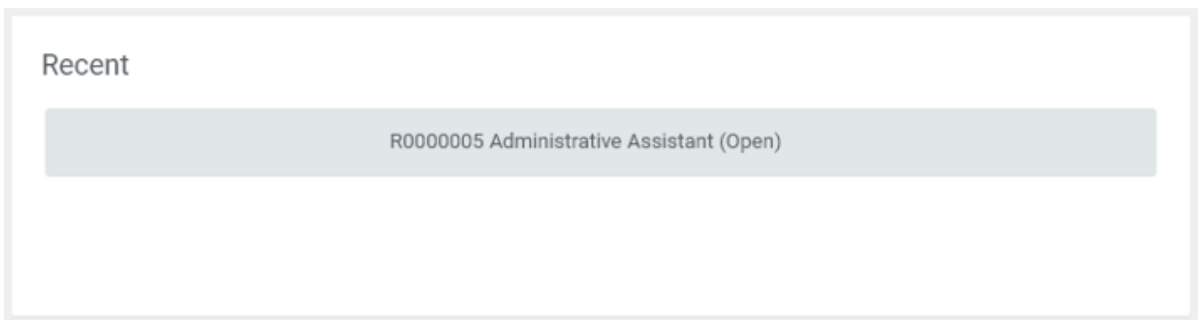 Recent
R0000005 Administrative Assistant (Open)